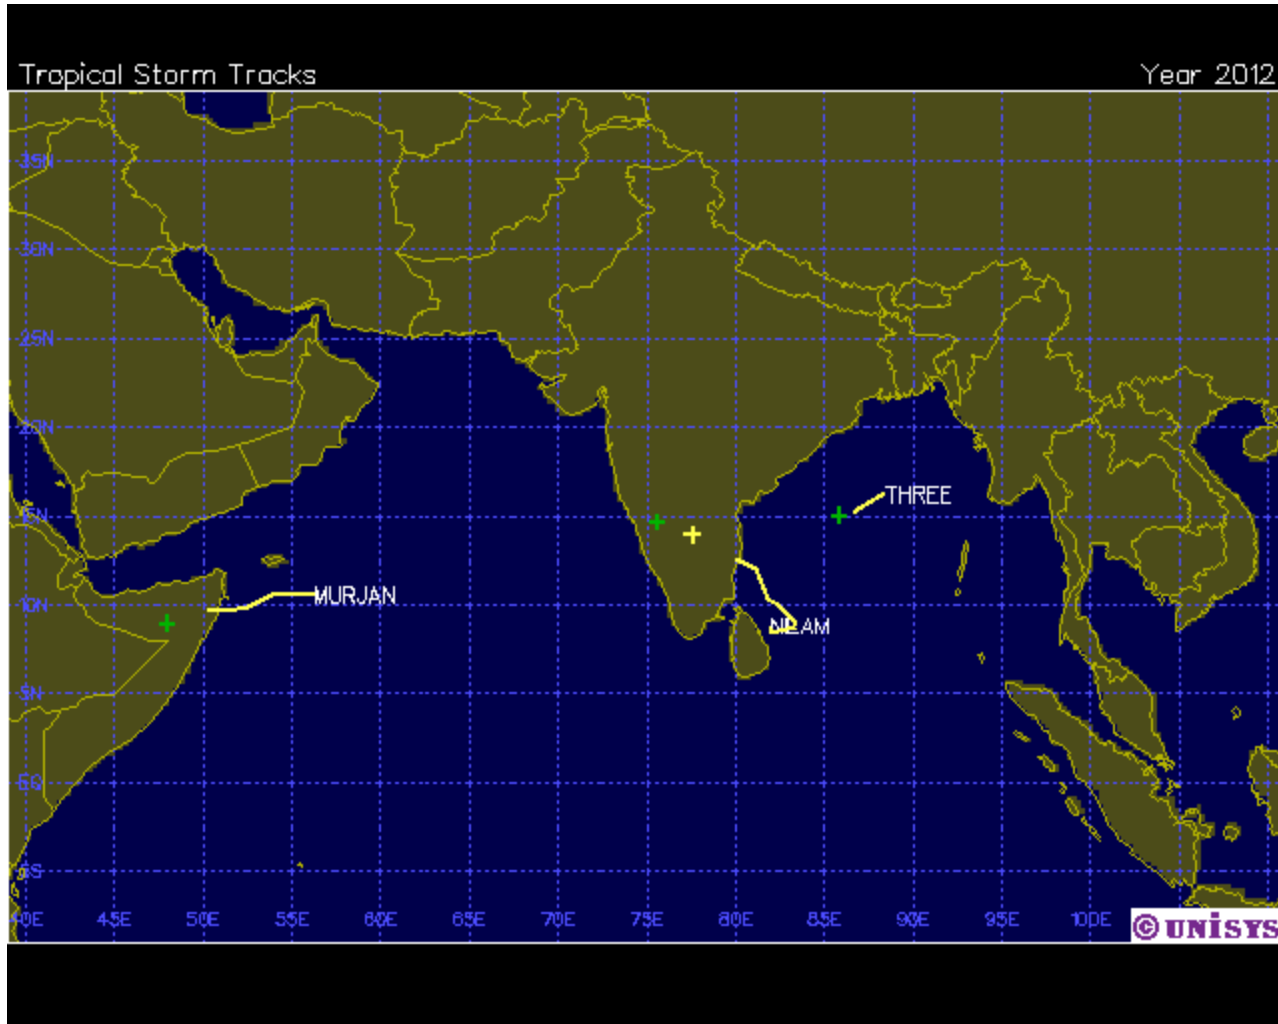 Tropical Storm Tracks Year 2012
35N
30N
25N
20N
THREE
15N
MURJAN
10N
NILAM
5N
EQ
5S
40E 45E 50E 55E 60E 65E 70E 75E 80E 85E 90E 95E 100E
© UNISYS